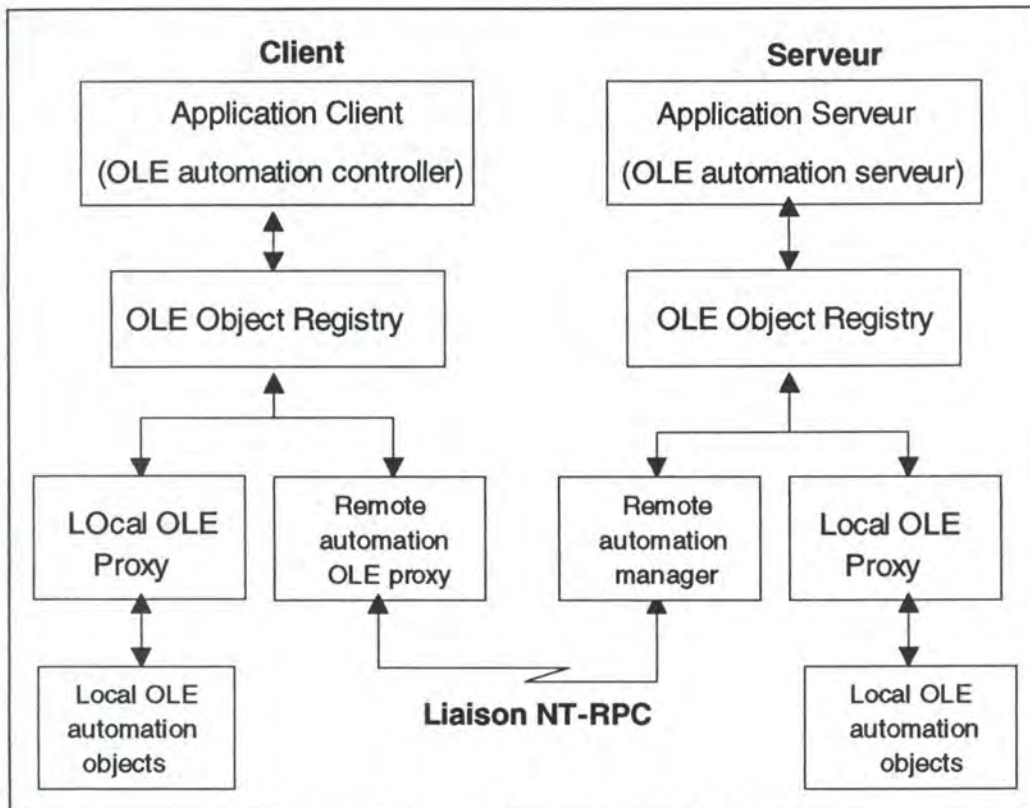 Client
Application Client
(OLE automation controller)
OLE Object Registry
LOcal OLE
Proxy
Remote
automation
OLE proxy
Local OLE
automation
objects
Serveur
Application Serveur
(OLE automation serveur)
OLE Object Registry
Remote
automation
manager
Local OLE
Proxy
Local OLE
automation
objects
Liaison NT-RPC